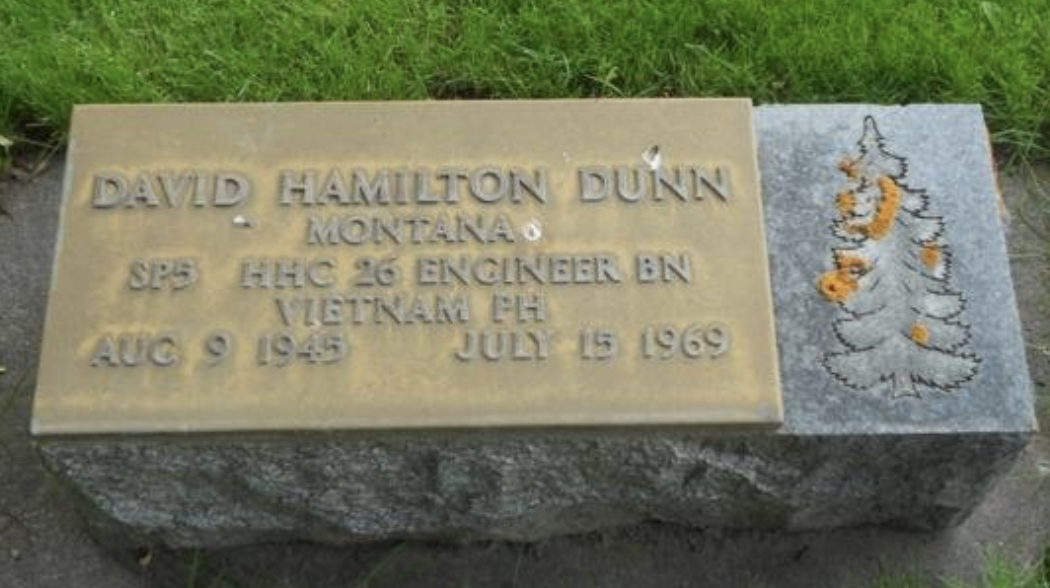 DAVID HAMILTON DUNN
MONTANA
SP5 HHC 26 ENGINEER BN
VIETNAM PH
AUG 9 1945 JULY 15 1969